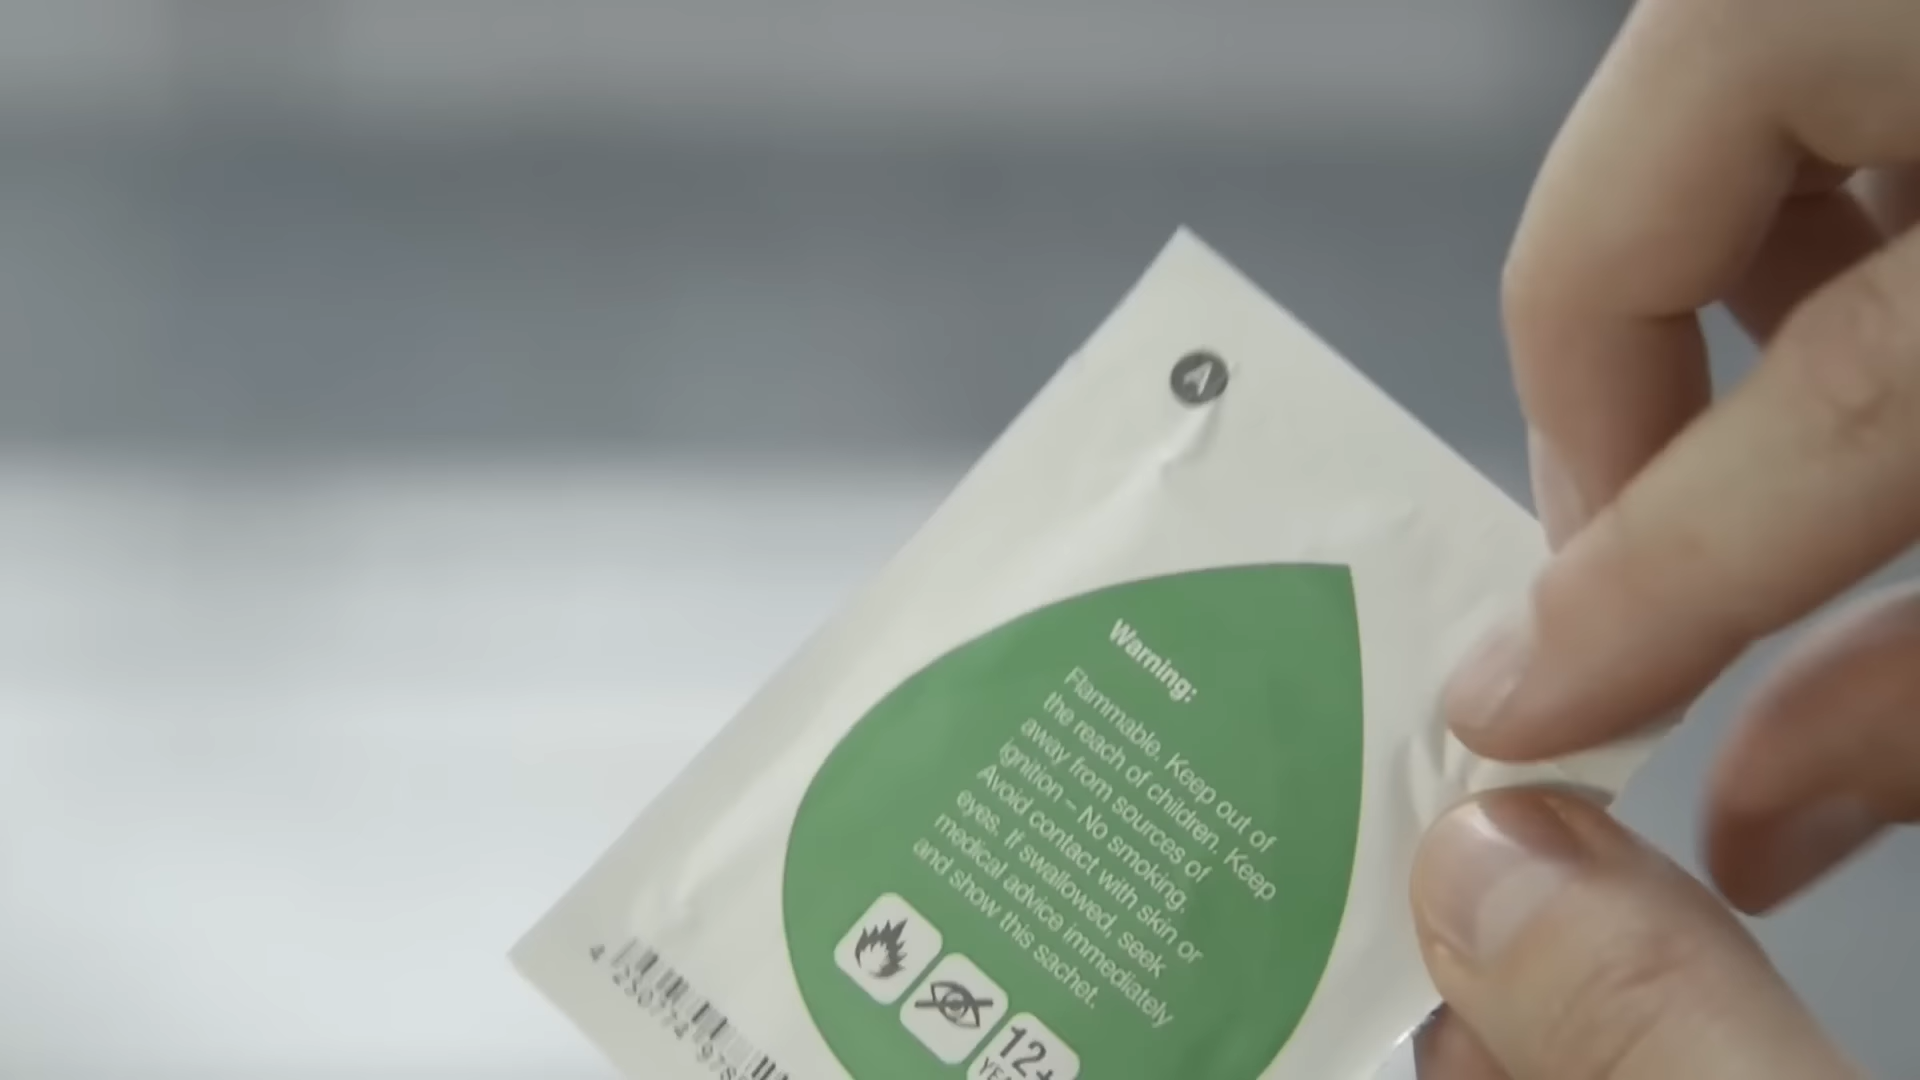 A
Warning:
Flammable. Keep out of
the reach of children. Keep
away from sources of
ignition – No smoking.
Avoid contact with skin or
eyes. If swallowed, seek
medical advice immediately
and show this sachet.
12+